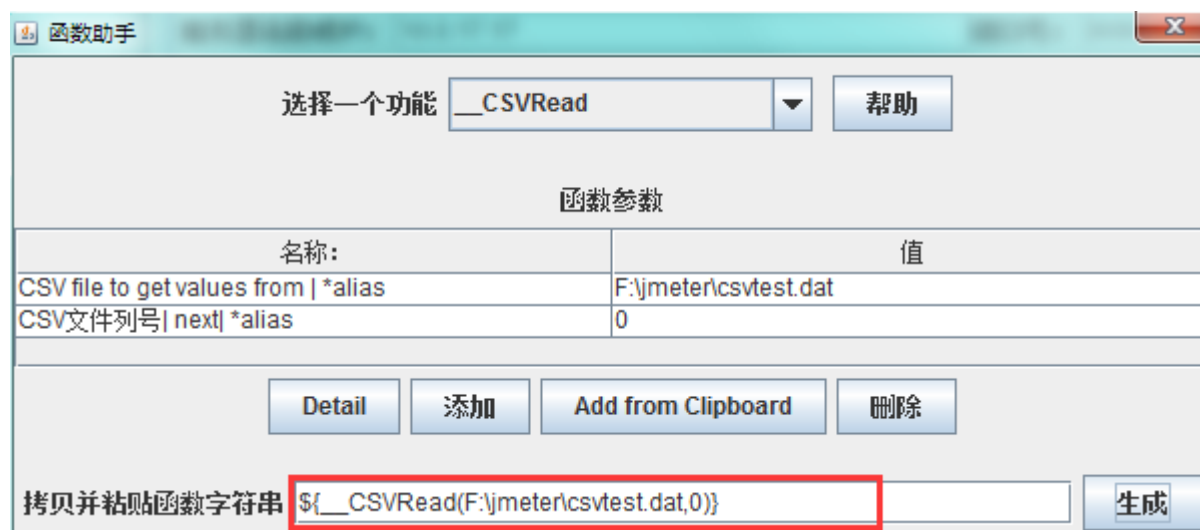 函数助手
选择一个功能 __CSVRead 帮助
函数参数
名称: 值
CSV file to get values from | *alias F:\jmeter\csvtest.dat
CSV文件列号| next| *alias 0
Detail 添加 Add from Clipboard 删除
拷贝并粘贴函数字符串 ${__CSVRead(F:\jmeter\csvtest.dat,0)} 生成